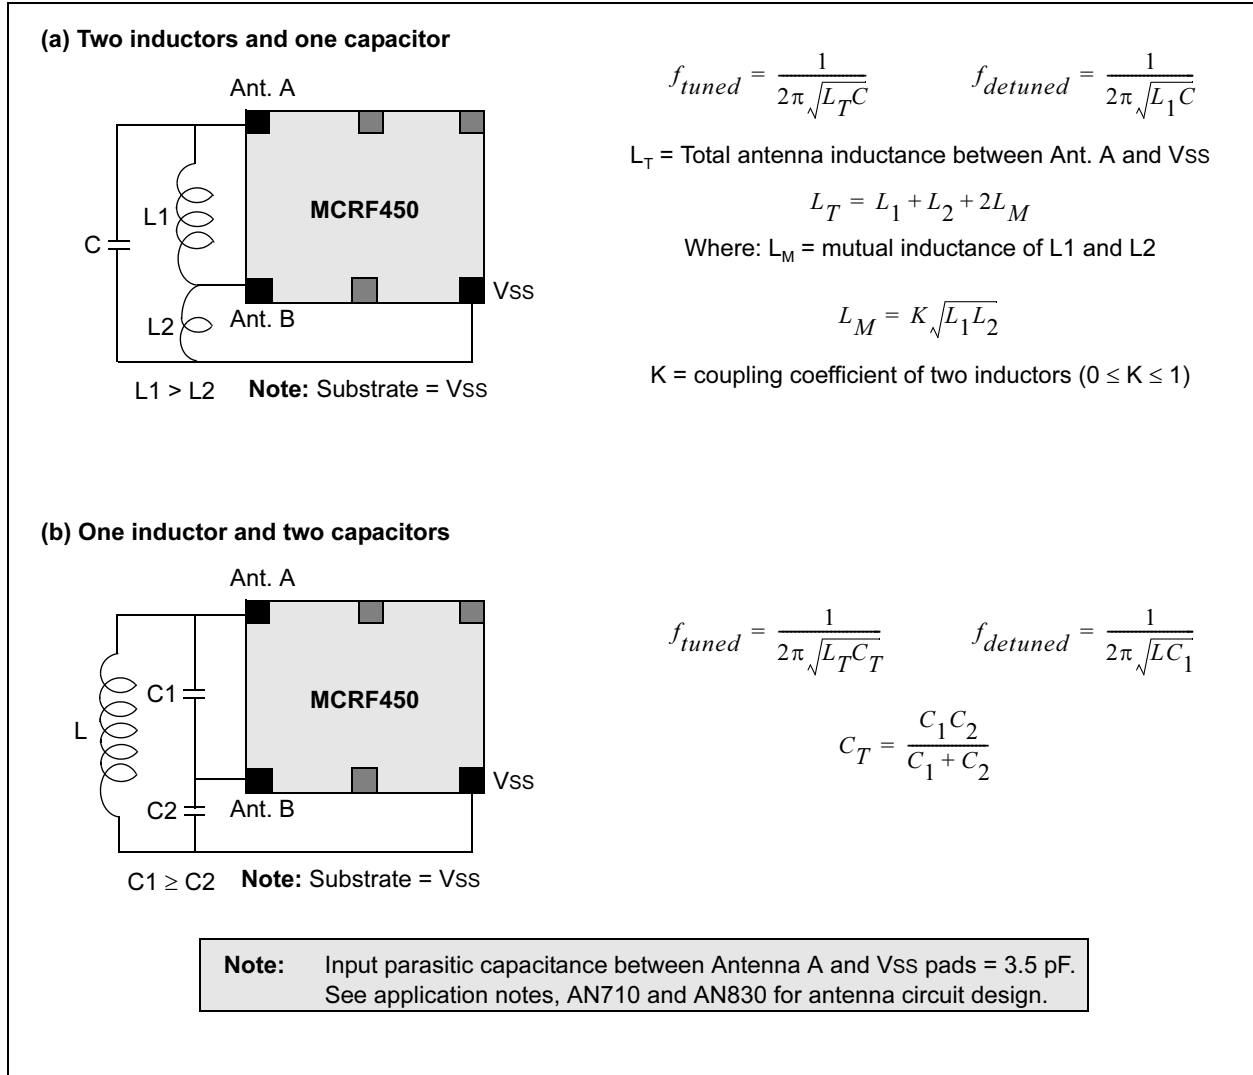 (a) Two inductors and one capacitor
Ant. A
MCRF450
L1
C
L2
Ant. B
VSS
L1 > L2 Note: Substrate = VSS
f_tuned = 1 / (2π√(L_T C))
f_detuned = 1 / (2π√(L_1 C))
L_T = Total antenna inductance between Ant. A and VSS
L_T = L_1 + L_2 + 2L_M
Where: L_M = mutual inductance of L1 and L2
L_M = K√(L_1 L_2)
K = coupling coefficient of two inductors (0 ≤ K ≤ 1)
(b) One inductor and two capacitors
Ant. A
MCRF450
C1
L
C2
Ant. B
VSS
C1 ≥ C2 Note: Substrate = VSS
f_tuned = 1 / (2π√(L_T C_T))
f_detuned = 1 / (2π√(LC_1))
C_T = C_1 C_2 / (C_1 + C_2)
Note: Input parasitic capacitance between Antenna A and VSS pads = 3.5 pF.
See application notes, AN710 and AN830 for antenna circuit design.